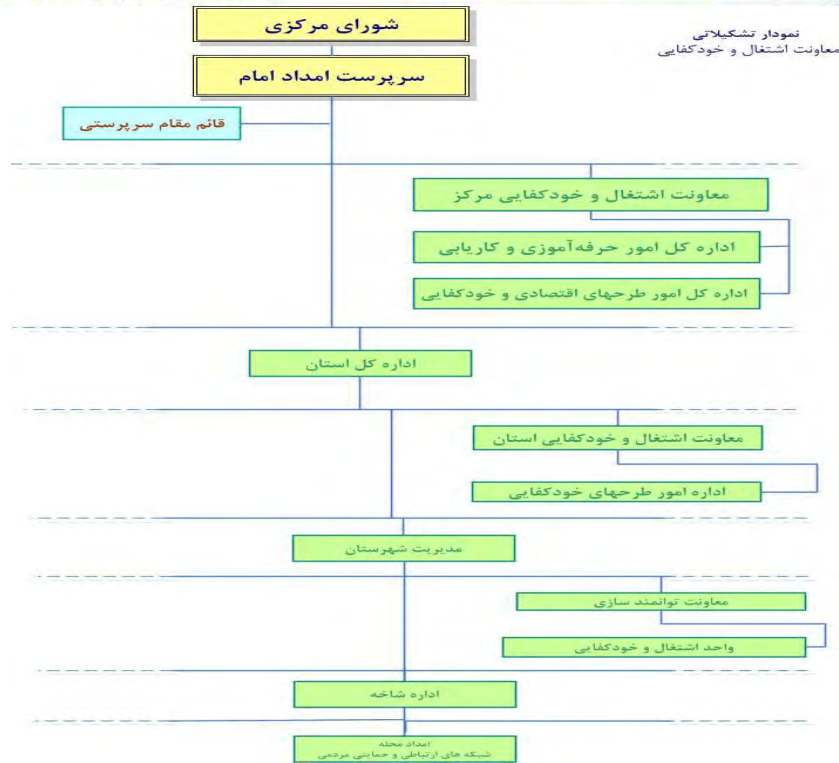 نمودار تشکیلاتی
معاونت اشتغال و خودکفایی
شورای مرکزی
سرپرست امداد امام
قائم مقام سرپرستی
معاونت اشتغال و خودکفایی مرکز
اداره کل امور حرفه‌آموزی و کاریابی
اداره کل امور طرحهای اقتصادی و خودکفایی
اداره کل استان
معاونت اشتغال و خودکفایی استان
اداره امور طرحهای خودکفایی
مدیریت شهرستان
معاونت توانمند سازی
واحد اشتغال و خودکفایی
اداره شاخه
امداد محله
شبکه های ارتباطی و حمایتی مردمی